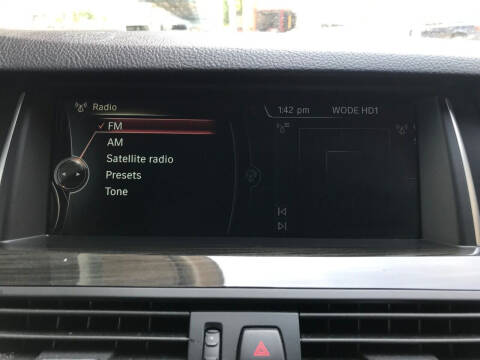 Radio
1:42 pm
WODE HD1
FM
AM
Satellite radio
Presets
Tone